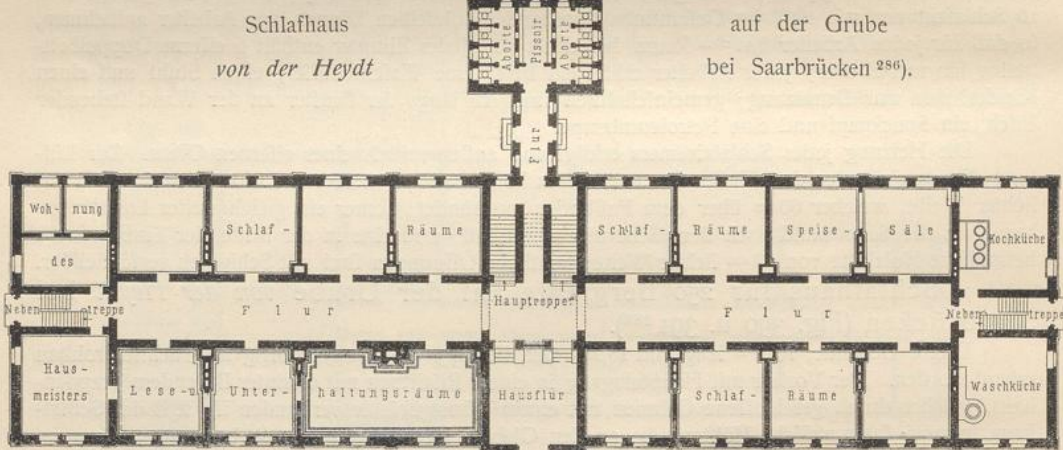 Schlafhaus
von der Heydt
auf der Grube
bei Saarbrücken 286).
Aborte
Pissoir
Aborte
Flur
Woh- nung
des
Schlaf- Räume
Schlaf- Räume
Speise- Säle
Kochküche
Neben treppe
Flur
Haupttreppe
Flur
Neben treppe
Haus-
meisters
Lese-u.
Unter-
haltungsräume
Hausflur
Schlaf- Räume
Waschküche